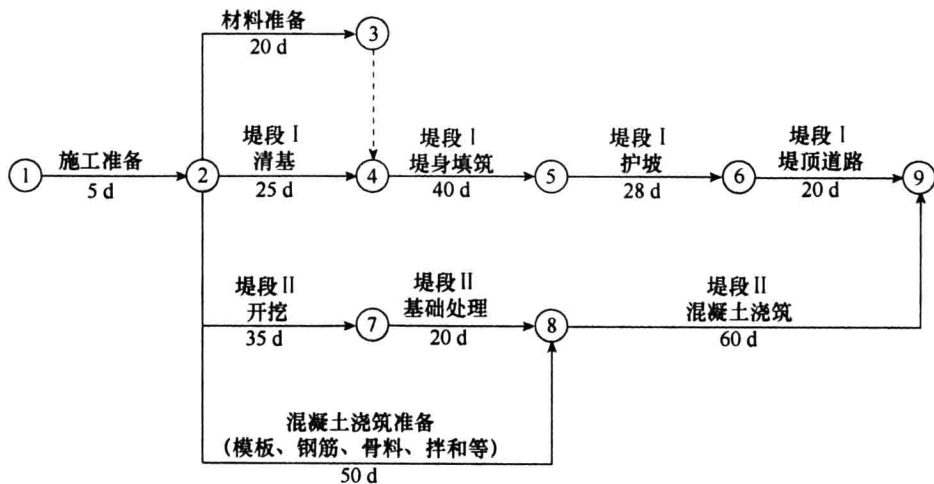 材料准备
20 d
3
施工准备
堤段Ⅰ
清基
堤段Ⅰ
堤身填筑
堤段Ⅰ
护坡
堤段Ⅰ
堤顶道路
1
5 d
2
25 d
4
40 d
5
28 d
6
20 d
9
堤段Ⅱ
开挖
堤段Ⅱ
基础处理
堤段Ⅱ
混凝土浇筑
35 d
7
20 d
8
60 d
混凝土浇筑准备
(模板、钢筋、骨料、拌和等)
50 d